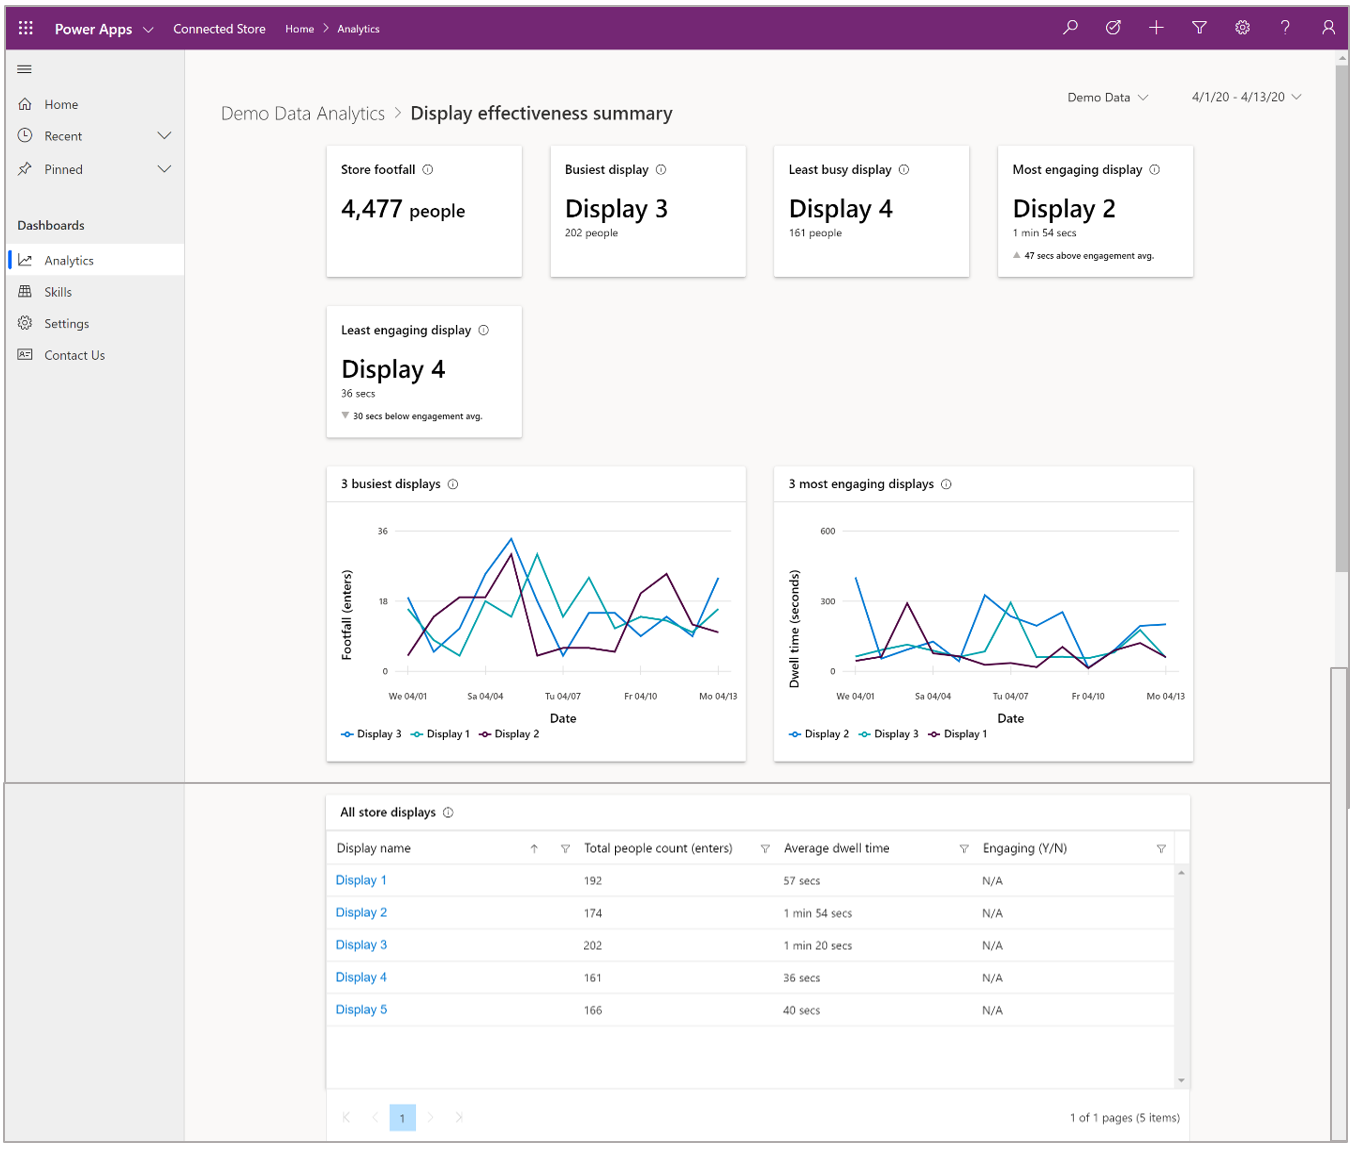 Power Apps Connected Store Home > Analytics
Home
Recent
Pinned
Dashboards
Analytics
Skills
Settings
Contact Us
Demo Data 4/1/20 - 4/13/20
Demo Data Analytics > Display effectiveness summary
Store footfall
4,477 people
Busiest display
Display 3
202 people
Least busy display
Display 4
161 people
Most engaging display
Display 2
1 min 54 secs
47 secs above engagement avg.
Least engaging display
Display 4
36 secs
30 secs below engagement avg.
3 busiest displays
Footfall (enters)
36
18
0
We 04/01 Sa 04/04 Tu 04/07 Fr 04/10 Mo 04/13
Date
Display 3 Display 1 Display 2
3 most engaging displays
Dwell time (seconds)
600
300
0
We 04/01 Sa 04/04 Tu 04/07 Fr 04/10 Mo 04/13
Date
Display 2 Display 3 Display 1
All store displays
Display name Total people count (enters) Average dwell time Engaging (Y/N)
Display 1 192 57 secs N/A
Display 2 174 1 min 54 secs N/A
Display 3 202 1 min 20 secs N/A
Display 4 161 36 secs N/A
Display 5 166 40 secs N/A
1 1 of 1 pages (5 items)